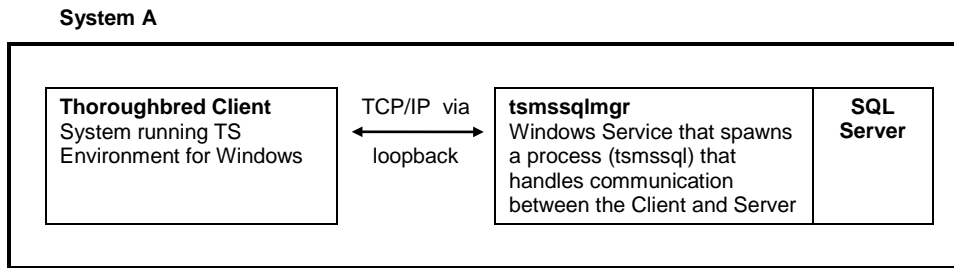 System A
Thoroughbred Client
System running TS
Environment for Windows
TCP/IP via
loopback
tsmssqlmgr
Windows Service that spawns
a process (tsmssql) that
handles communication
between the Client and Server
SQL
Server